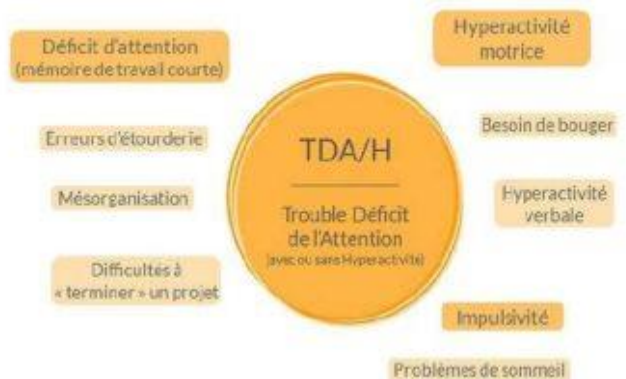 Déficit d'attention
(mémoire de travail courte)
Erreurs d'étourderie
Mésorganisation
Difficultés à
« terminer » un projet
TDA/H
Trouble Déficit
de l'Attention
(avec ou sans Hyperactivité)
Hyperactivité
motrice
Besoin de bouger
Hyperactivité
verbale
Impulsivité
Problèmes de sommeil